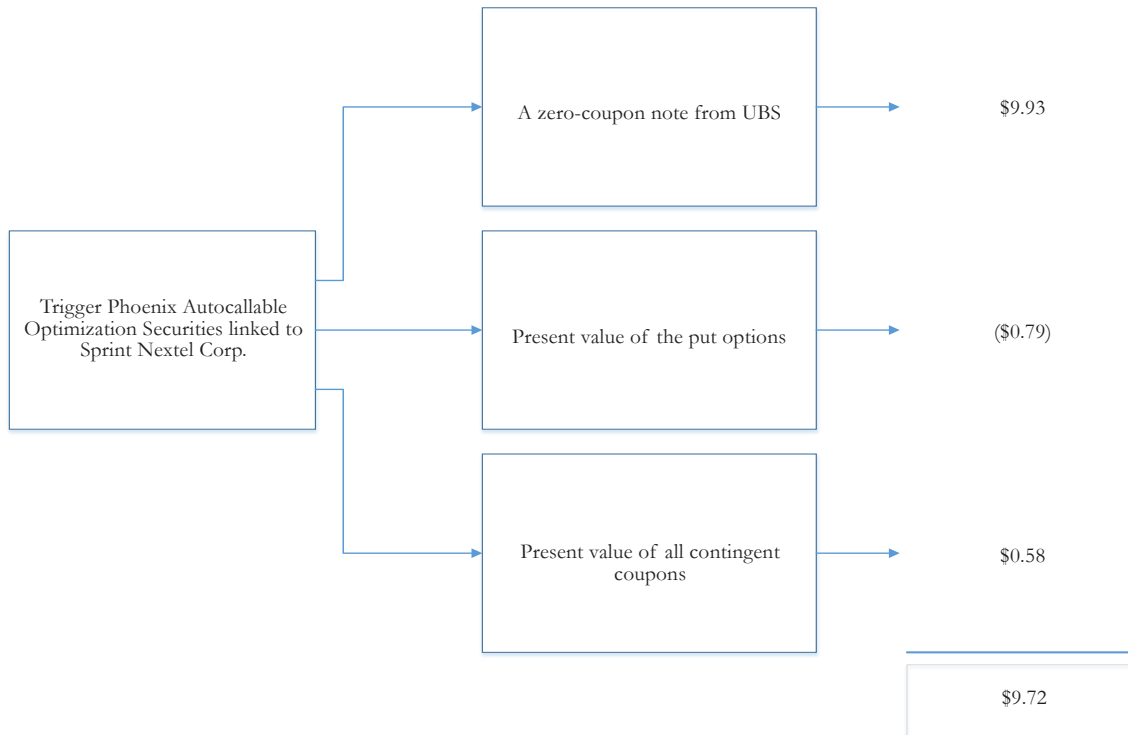 A zero-coupon note from UBS
$9.93
Trigger Phoenix Autocallable
Optimization Securities linked to
Sprint Nextel Corp.
Present value of the put options
($0.79)
Present value of all contingent
coupons
$0.58
$9.72